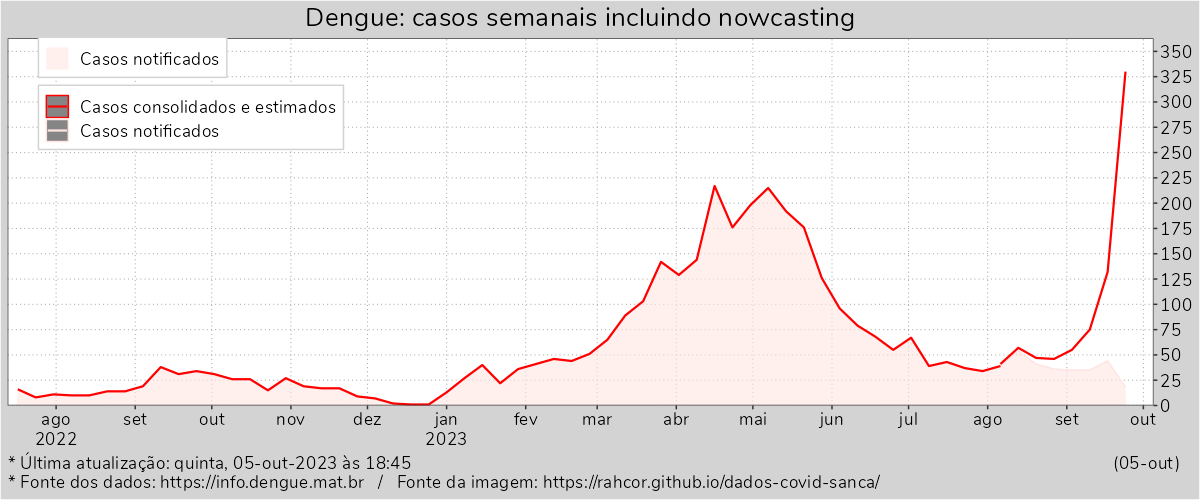 Dengue: casos semanais incluindo nowcasting
Casos notificados
Casos consolidados e estimados
Casos notificados
350
325
300
275
250
225
200
175
150
125
100
75
50
25
0
ago set out nov dez jan fev mar abr mai jun jul ago set out
2022 2023
* Última atualização: quinta, 05-out-2023 às 18:45 (05-out)
* Fonte dos dados: https://info.dengue.mat.br / Fonte da imagem: https://rahcor.github.io/dados-covid-sanca/